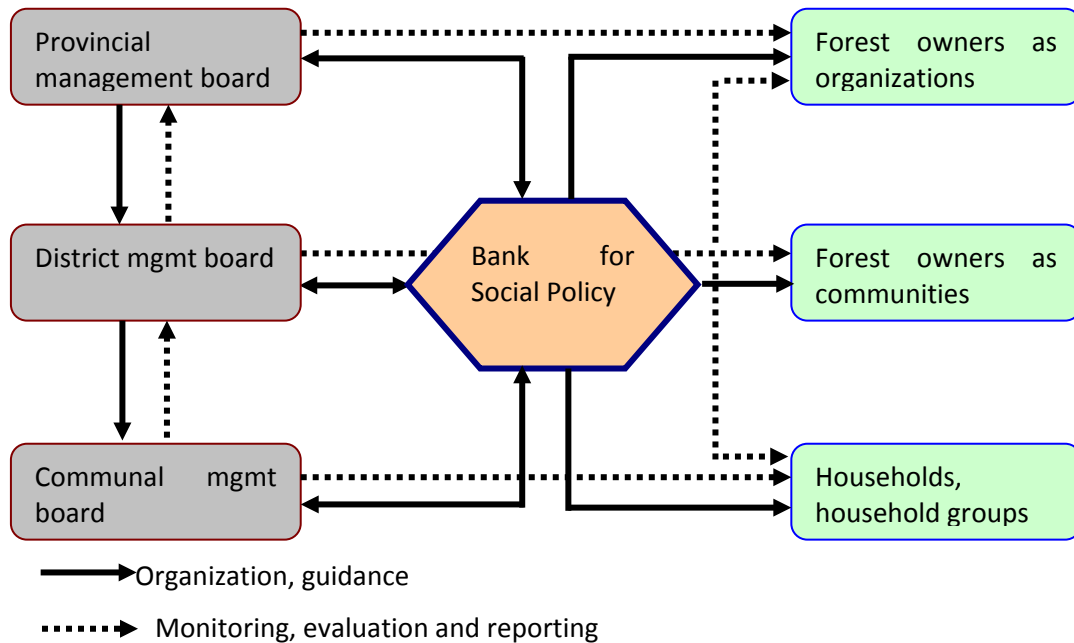 Provincial
management board
Forest owners as
organizations
District mgmt board
Bank for
Social Policy
Forest owners as
communities
Communal mgmt
board
Households,
household groups
Organization, guidance
Monitoring, evaluation and reporting